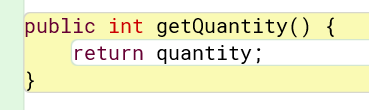 public int getQuantity() {
return quantity;
}